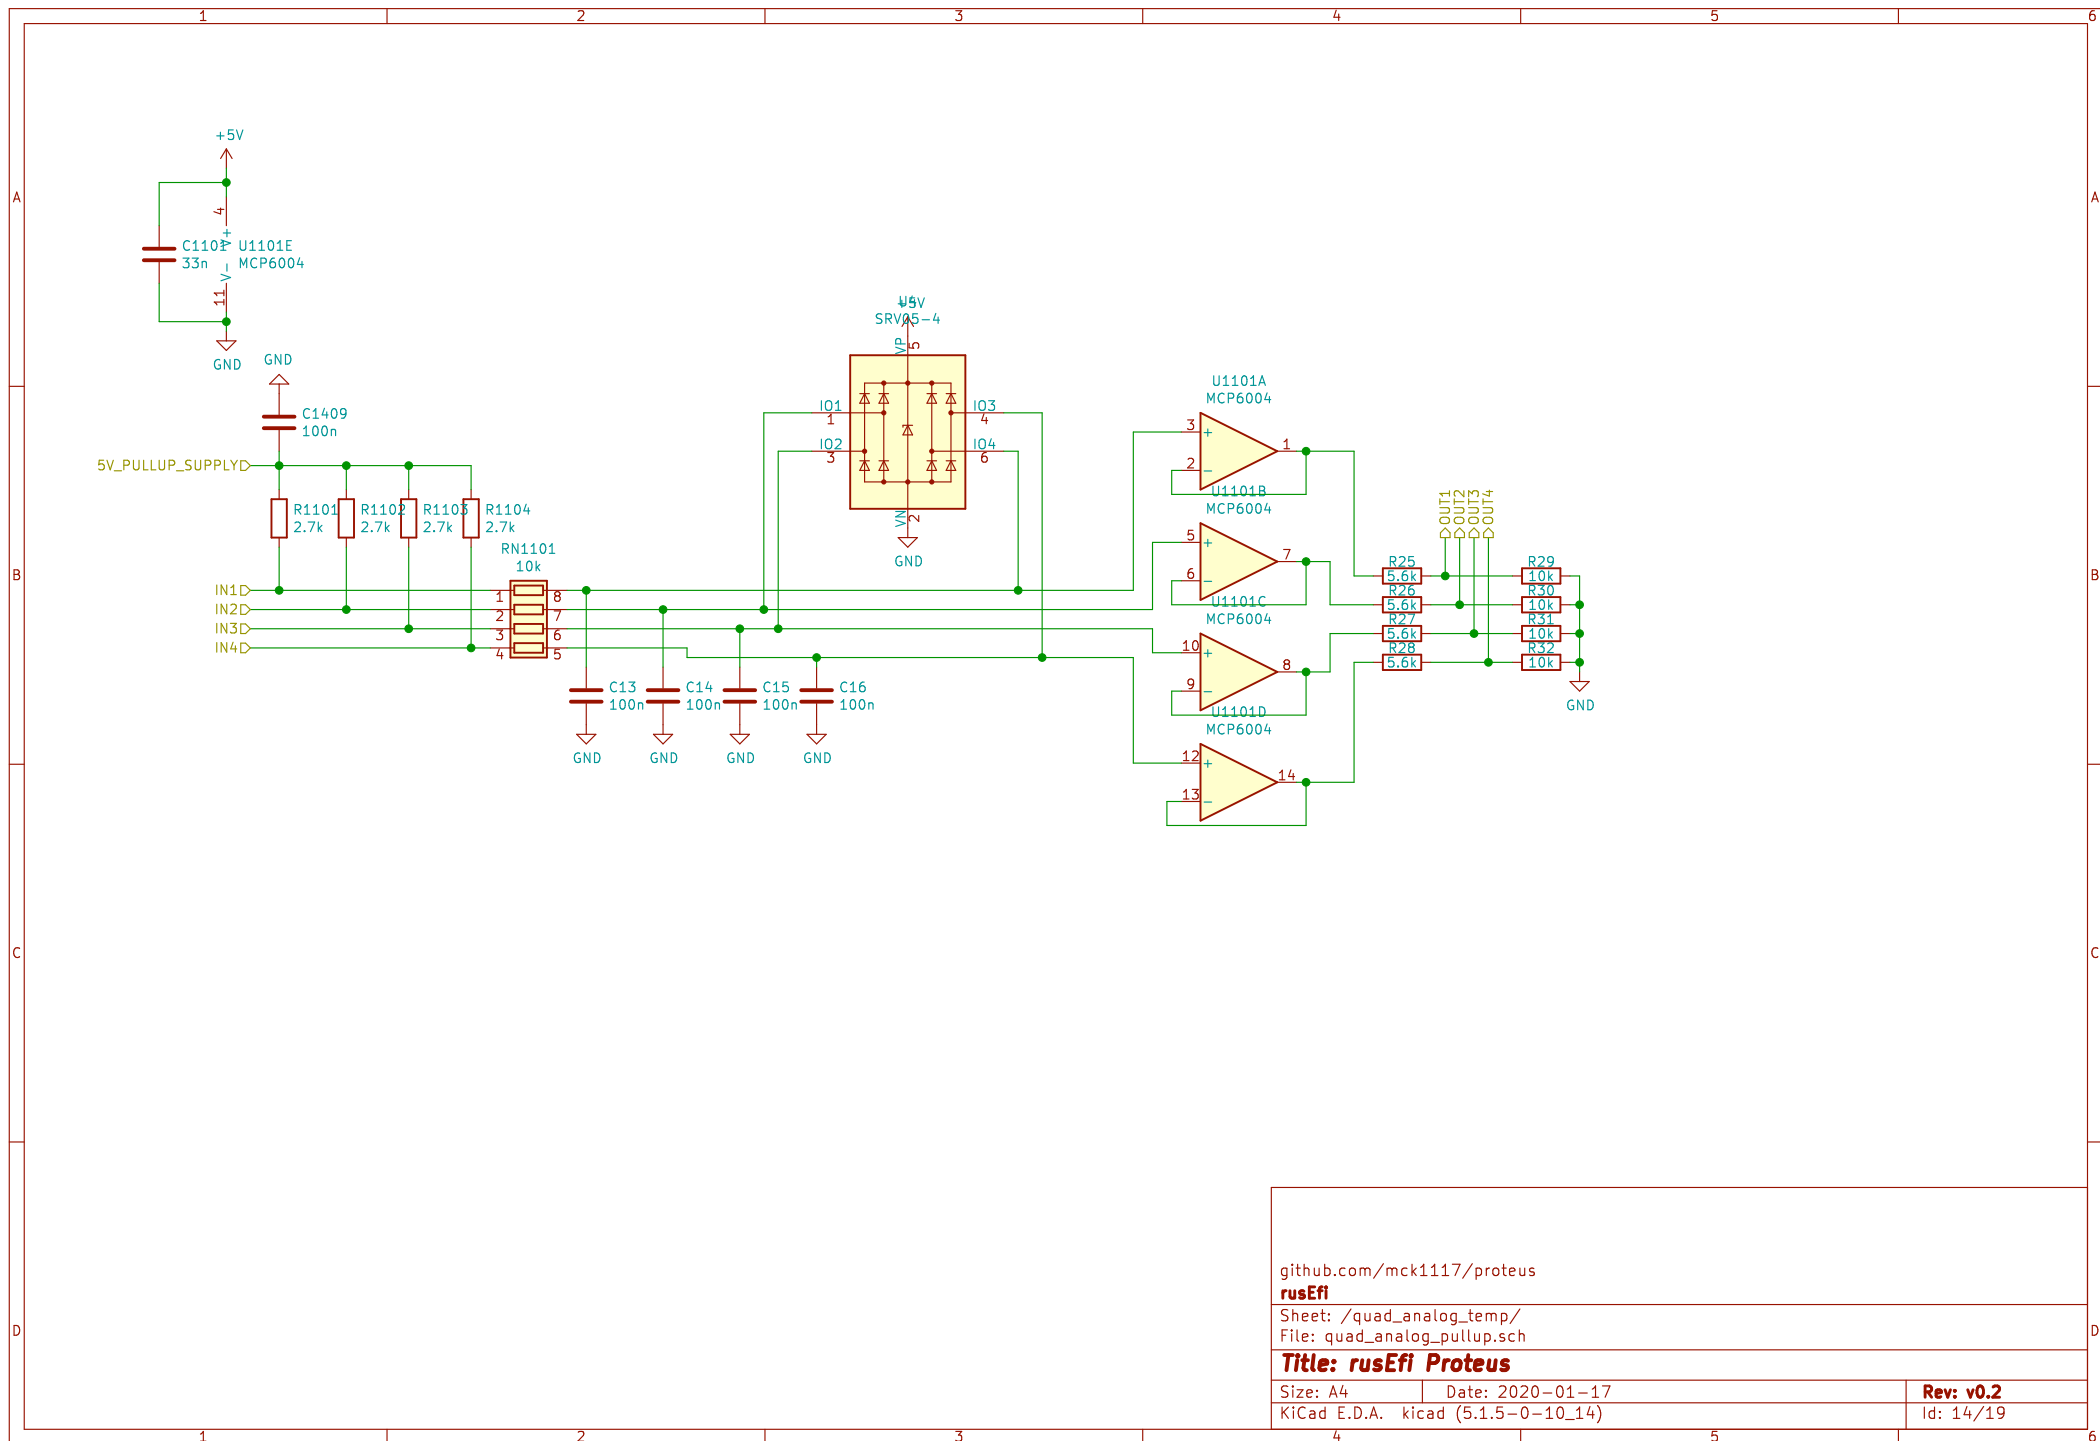 1 2 3 4 5 6
A A
+5V
4
V+
C1101 U1101E
33n MCP6004
V-
11
GND
GND
C1409
100n
5V_PULLUP_SUPPLY
R1101 R1102 R1103 R1104
2.7k 2.7k 2.7k 2.7k
RN1101
10k
IN1
IN2
IN3
IN4
1 8
2 7
3 6
4 5
C13 C14 C15 C16
100n 100n 100n 100n
GND GND GND GND
U4
+5V
SRV05-4
VP
5
IO1 IO3
1 4
IO2 IO4
3 6
VN
2
GND
U1101A
MCP6004
3 +
1
2 -
U1101B
MCP6004
5 +
7
6 -
U1101C
MCP6004
10 +
8
9 -
U1101D
MCP6004
12 +
14
13 -
OUT1
OUT2
OUT3
OUT4
R25 R29
5.6k 10k
R26 R30
5.6k 10k
R27 R31
5.6k 10k
R28 R32
5.6k 10k
GND
B B
C C
D D
github.com/mck1117/proteus
rusEfi
Sheet: /quad_analog_temp/
File: quad_analog_pullup.sch
Title: rusEfi Proteus
Size: A4 Date: 2020-01-17 Rev: v0.2
KiCad E.D.A. kicad (5.1.5-0-10_14) Id: 14/19
1 2 3 4 5 6